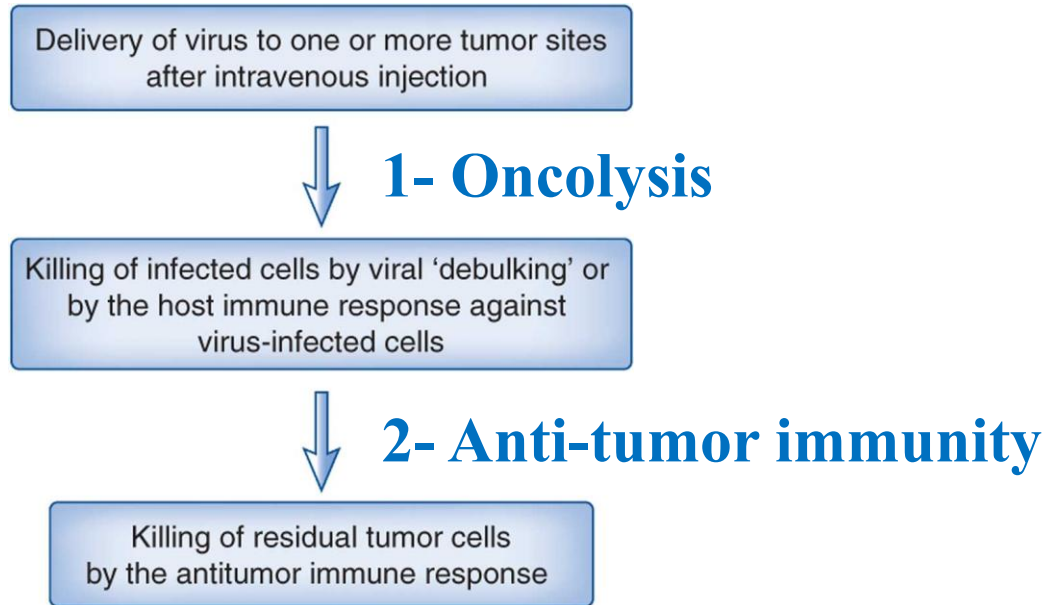 Delivery of virus to one or more tumor sites
after intravenous injection
1- Oncolysis
Killing of infected cells by viral ‘debulking’ or
by the host immune response against
virus-infected cells
2- Anti-tumor immunity
Killing of residual tumor cells
by the antitumor immune response